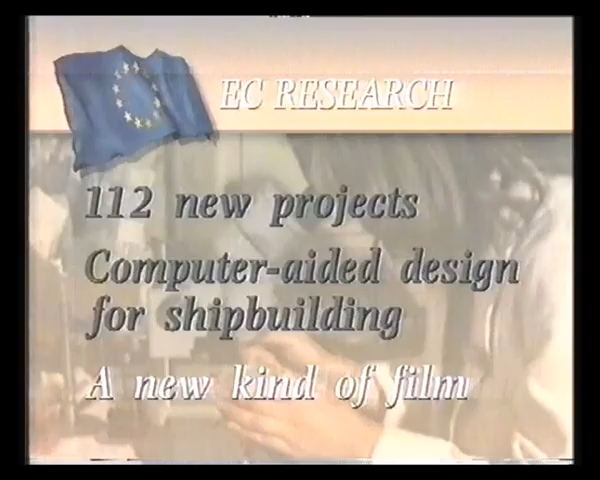 EC RESEARCH
112 new projects
Computer-aided design
for shipbuilding
A new kind of film